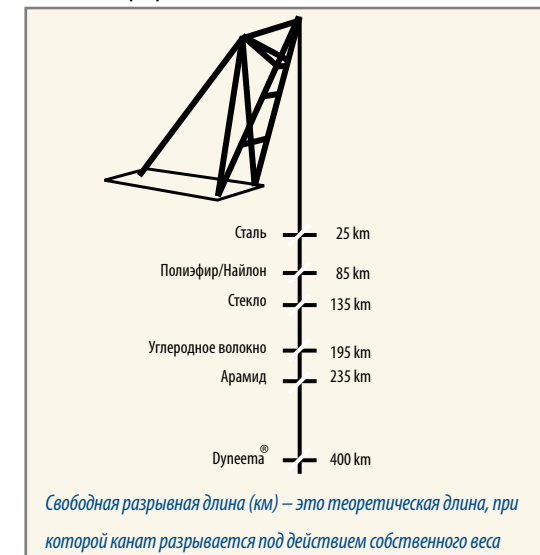 Сталь 25 km
Полиэфир/Найлон 85 km
Стекло 135 km
Углеродное волокно 195 km
Арамид 235 km
Dyneema® 400 km
Свободная разрывная длина (км) – это теоретическая длина, при
которой канат разрывается под действием собственного веса